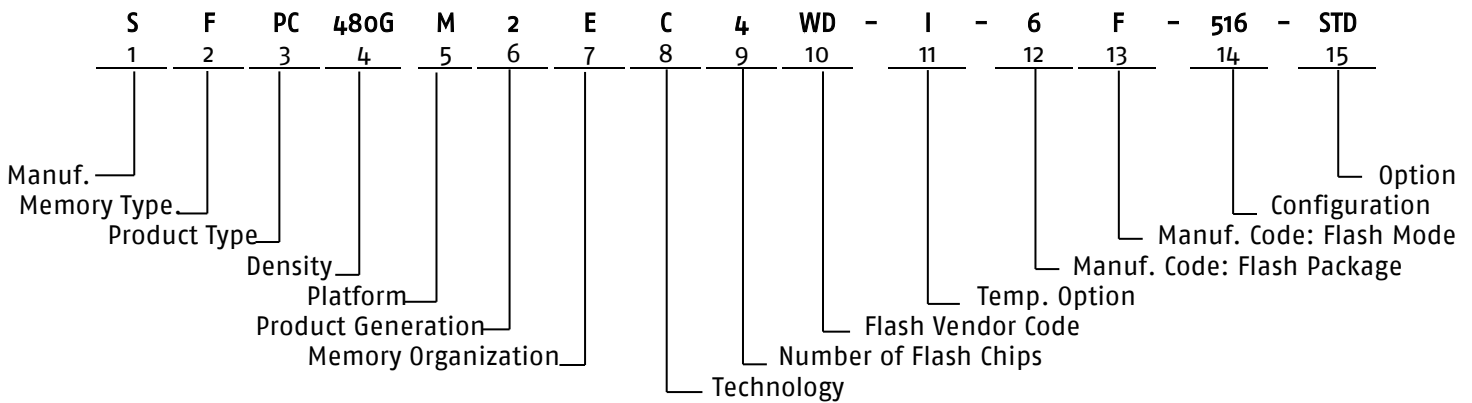 S F PC 480G M 2 E C 4 WD – I – 6 F – 516 – STD
1 2 3 4 5 6 7 8 9 10 11 12 13 14 15
Manuf. Option
Memory Type. Configuration
Product Type Manuf. Code: Flash Mode
Density Manuf. Code: Flash Package
Platform Temp. Option
Product Generation Flash Vendor Code
Memory Organization Number of Flash Chips
Technology